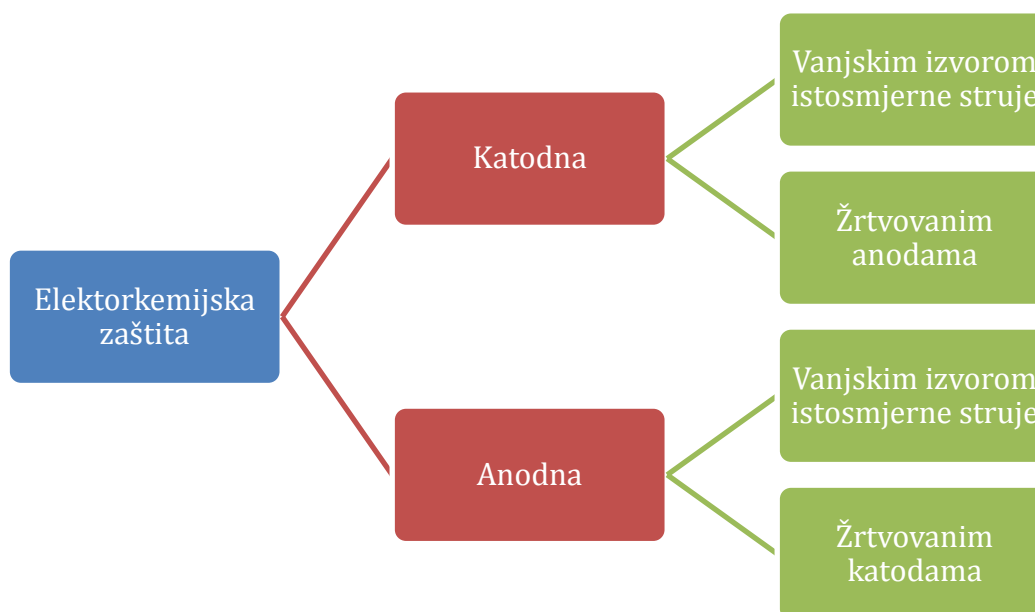 Elektorkemijska
zaštita
Katodna
Vanjskim izvorom
istosmjerne struje
Žrtvovanim
anodama
Anodna
Vanjskim izvorom
istosmjerne struje
Žrtvovanim
katodama